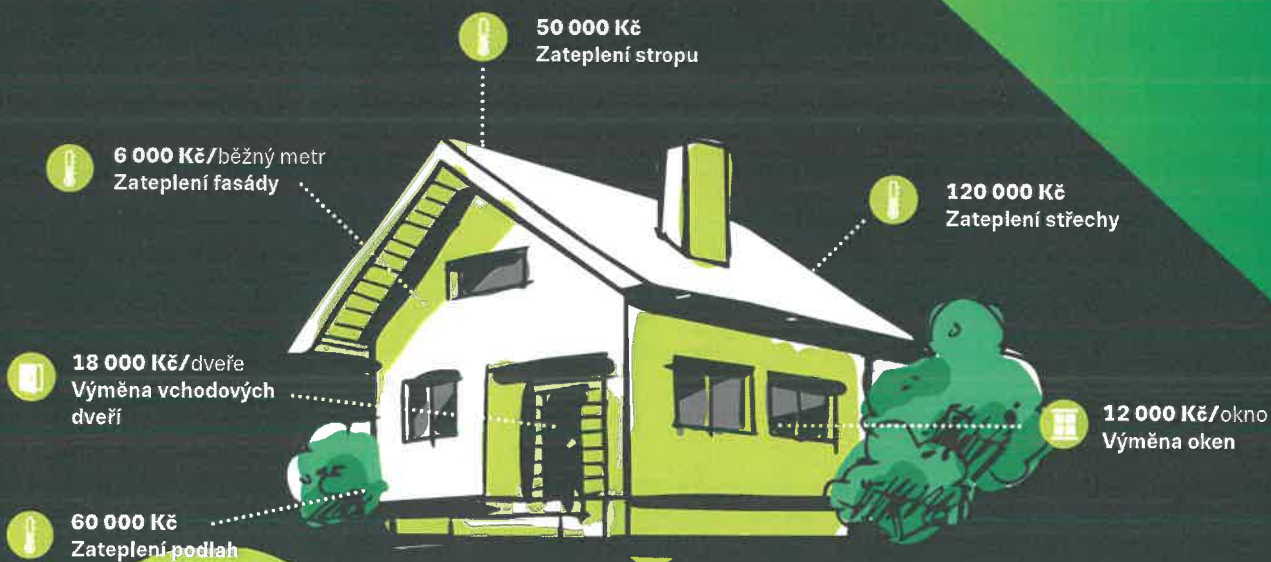 50 000 Kč
Zateplení stropu
6 000 Kč/běžný metr
Zateplení fasády
120 000 Kč
Zateplení střechy
18 000 Kč/dveře
Výměna vchodových
dveří
12 000 Kč/okno
Výměna oken
60 000 Kč
Zateplení podlah